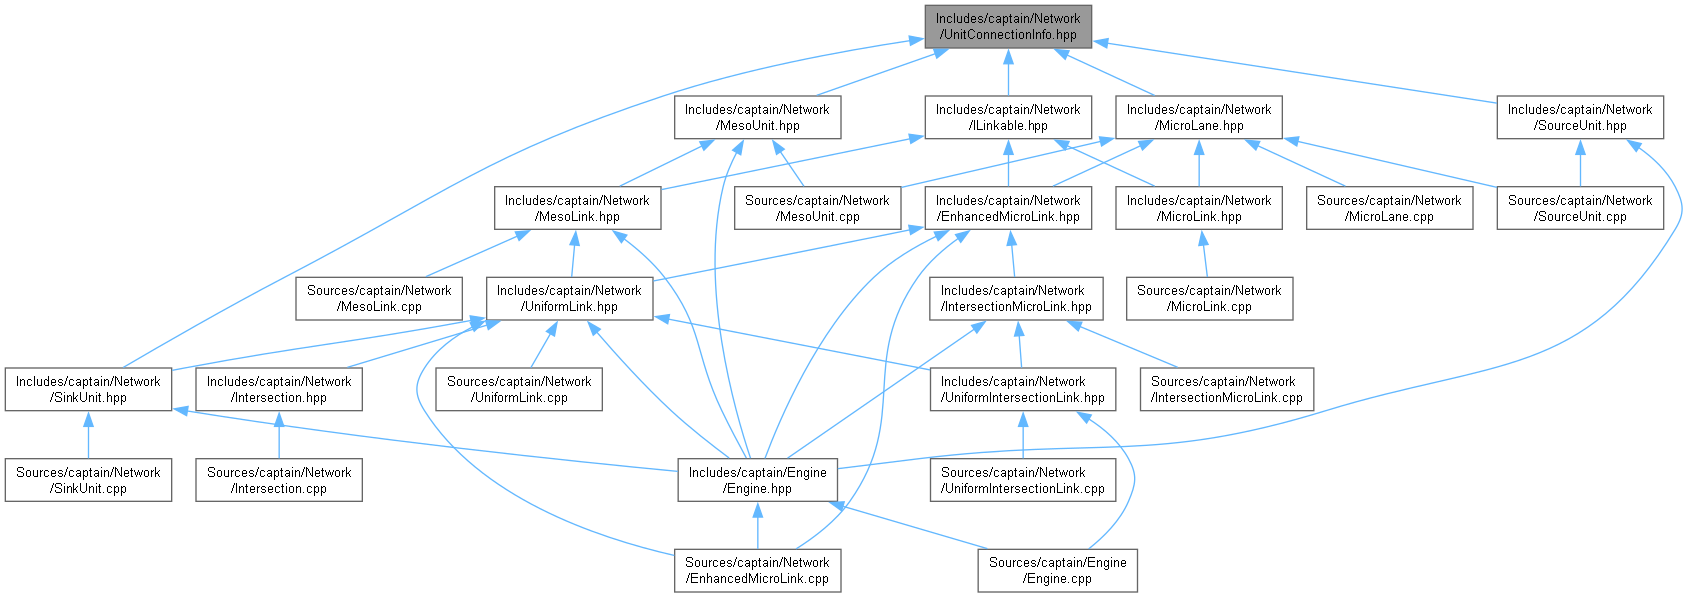 Includes/captain/Network
/UnitConnectionInfo.hpp
Includes/captain/Network
/MesoUnit.hpp
Includes/captain/Network
/ILinkable.hpp
Includes/captain/Network
/MicroLane.hpp
Includes/captain/Network
/SourceUnit.hpp
Includes/captain/Network
/MesoLink.hpp
Sources/captain/Network
/MesoUnit.cpp
Includes/captain/Network
/EnhancedMicroLink.hpp
Includes/captain/Network
/MicroLink.hpp
Sources/captain/Network
/MicroLane.cpp
Sources/captain/Network
/SourceUnit.cpp
Sources/captain/Network
/MesoLink.cpp
Includes/captain/Network
/UniformLink.hpp
Includes/captain/Network
/IntersectionMicroLink.hpp
Sources/captain/Network
/MicroLink.cpp
Includes/captain/Network
/SinkUnit.hpp
Includes/captain/Network
/Intersection.hpp
Sources/captain/Network
/UniformLink.cpp
Includes/captain/Network
/UniformIntersectionLink.hpp
Sources/captain/Network
/IntersectionMicroLink.cpp
Sources/captain/Network
/SinkUnit.cpp
Sources/captain/Network
/Intersection.cpp
Includes/captain/Engine
/Engine.hpp
Sources/captain/Network
/UniformIntersectionLink.cpp
Sources/captain/Network
/EnhancedMicroLink.cpp
Sources/captain/Engine
/Engine.cpp